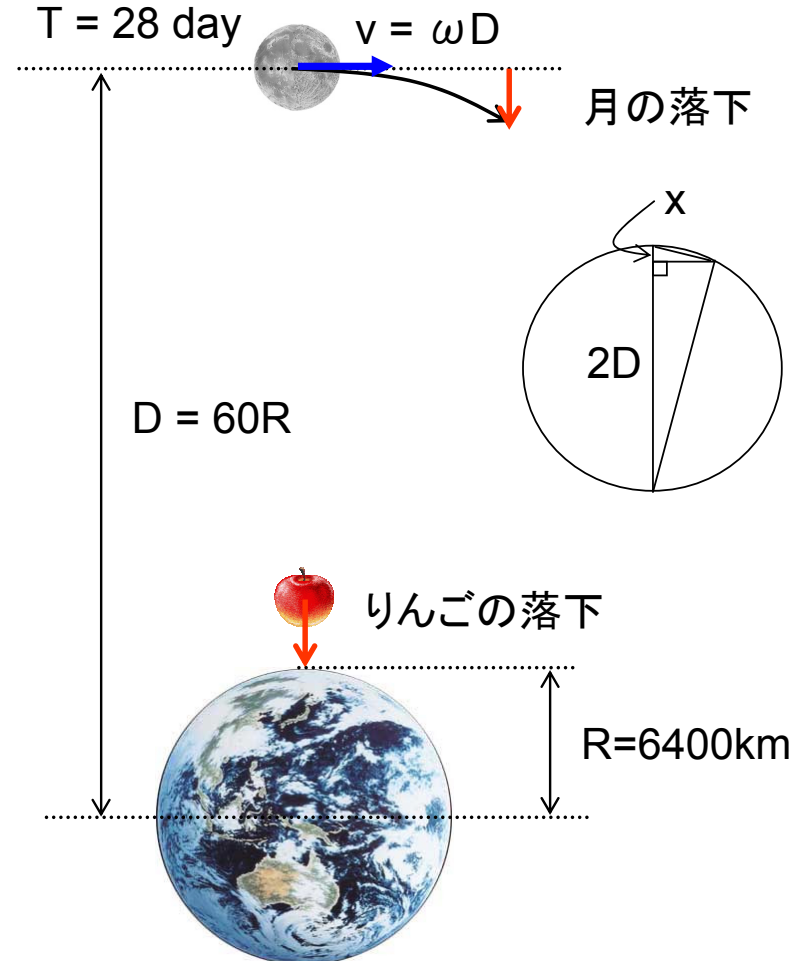 T = 28 day
v = ωD
月の落下
x
2D
D = 60R
りんごの落下
R=6400km